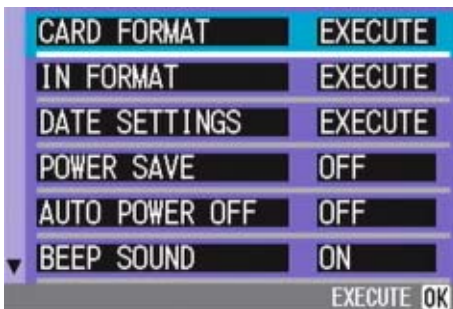 CARD FORMAT EXECUTE
IN FORMAT EXECUTE
DATE SETTINGS EXECUTE
POWER SAVE OFF
AUTO POWER OFF OFF
BEEP SOUND ON
EXECUTE OK